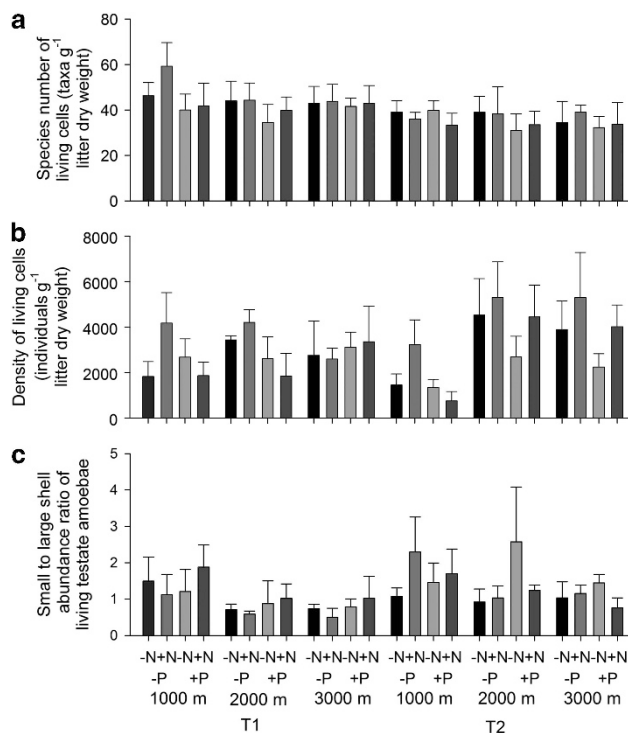 a
Species number of
living cells (taxa g-1
litter dry weight)
80
60
40
20
0
b
Density of living cells
(individuals g-1
litter dry weight)
8000
6000
4000
2000
0
c
Small to large shell
abundance ratio of
living testate amoebae
5
4
3
2
1
0
-N+N-N+N -N+N-N+N -N+N-N+N -N+N-N+N -N+N-N+N -N+N-N+N
-P +P -P +P -P +P -P +P -P +P -P +P
1000 m 2000 m 3000 m 1000 m 2000 m 3000 m
T1 T2